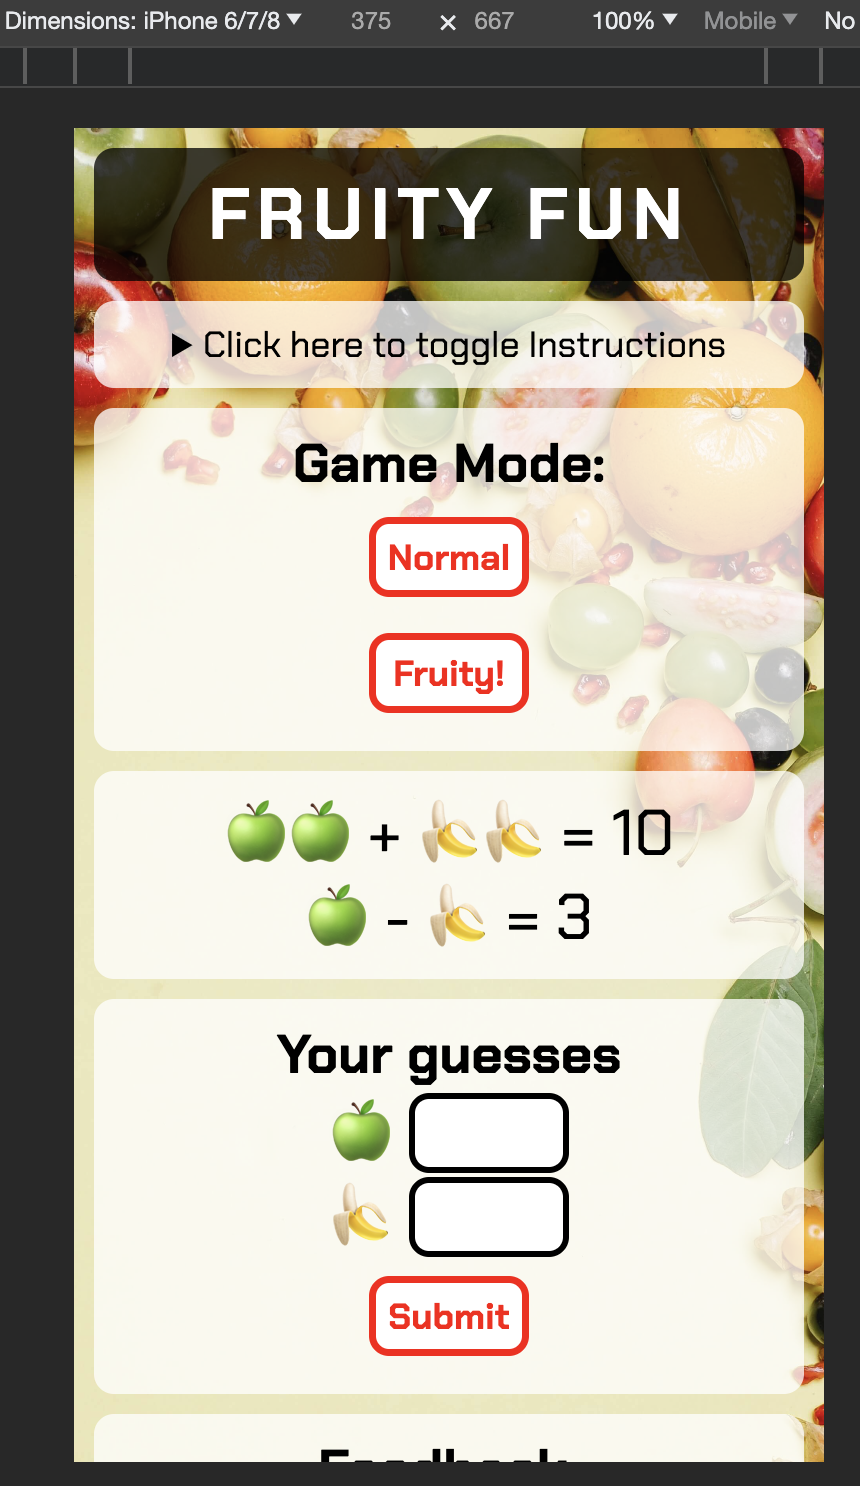 Dimensions: iPhone 6/7/8 ▼ 375 × 667 100% ▼ Mobile ▼ No
FRUITY FUN
▶ Click here to toggle Instructions
Game Mode:
Normal
Fruity!
🍏🍏 + 🍌🍌 = 10
🍏 - 🍌 = 3
Your guesses
🍏
🍌
Submit